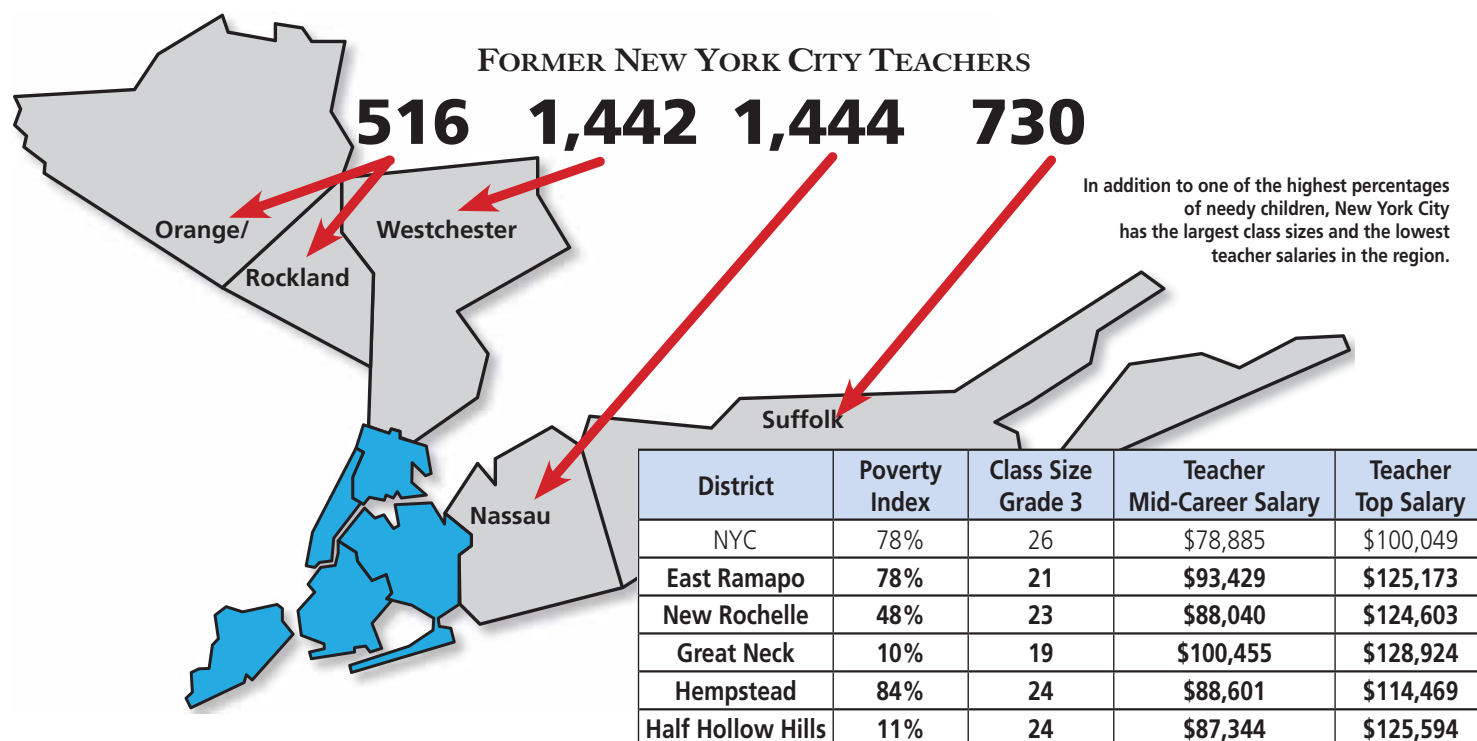 FORMER NEW YORK CITY TEACHERS
516 1,442 1,444 730
In addition to one of the highest percentages
of needy children, New York City
has the largest class sizes and the lowest
teacher salaries in the region.
Orange/
Westchester
Rockland
Suffolk
Nassau
District Poverty Index Class Size Grade 3 Teacher Mid-Career Salary Teacher Top Salary
NYC 78% 26 $78,885 $100,049
East Ramapo 78% 21 $93,429 $125,173
New Rochelle 48% 23 $88,040 $124,603
Great Neck 10% 19 $100,455 $128,924
Hempstead 84% 24 $88,601 $114,469
Half Hollow Hills 11% 24 $87,344 $125,594